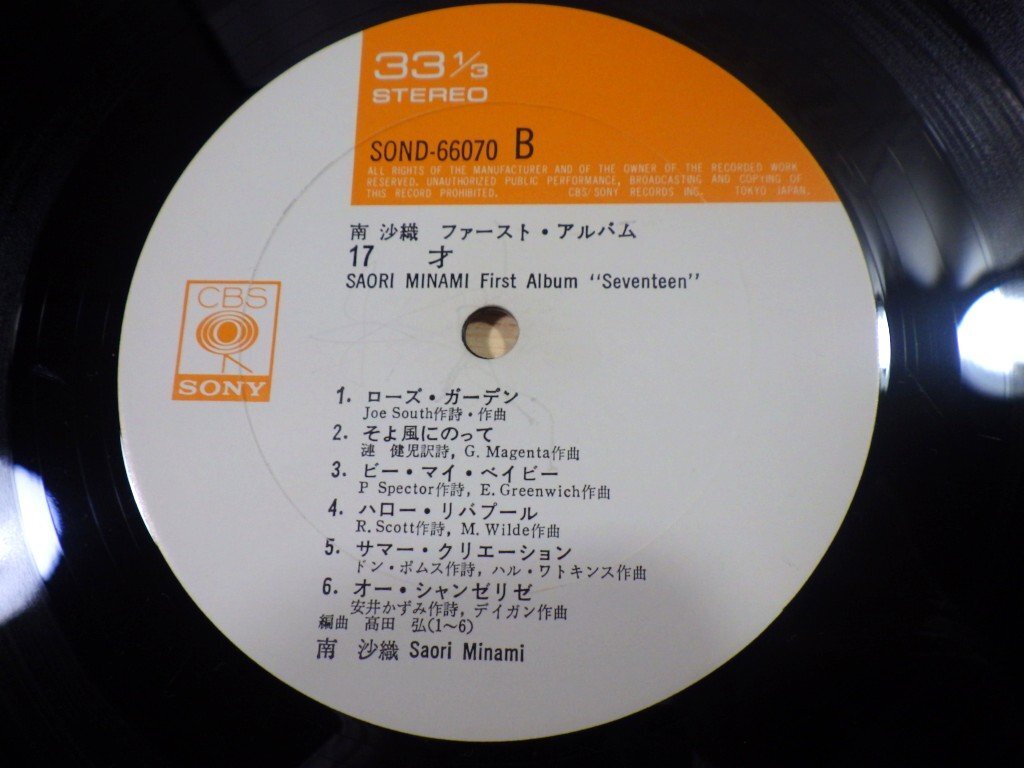 33 1/3
STEREO
SOND-66070 B
ALL RIGHTS OF THE MANUFACTURER AND OF THE OWNER OF THE RECORDED WORK
RESERVED. UNAUTHORIZED PUBLIC PERFORMANCE, BROADCASTING AND COPYING OF
THIS RECORD PROHIBITED. CBS/SONY RECORDS INC. TOKYO JAPAN.
南 沙織 ファースト・アルバム
17 才
SAORI MINAMI First Album “Seventeen”
CBS
SONY
1. ローズ・ガーデン
Joe South作詩・作曲
2. そよ風にのって
漣 健児訳詩, G. Magenta作曲
3. ビー・マイ・ベイビー
P Spector作詩, E. Greenwich作曲
4. ハロー・リバプール
R. Scott作詩, M. Wilde作曲
5. サマー・クリエーション
ドン・ボムス作詩, ハル・ワトキンス作曲
6. オー・シャンゼリゼ
安井かずみ作詩, デイガン作曲
編曲 高田 弘(1〜6)
南 沙織 Saori Minami